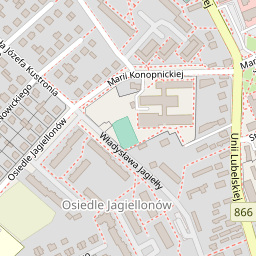 Marii Konopnickiej
Józefa Kustronia
Osiedle Jagiellonów
Władysława Jagiełły
Unii Lubelskiej
Osiedle Jagiellonów
866